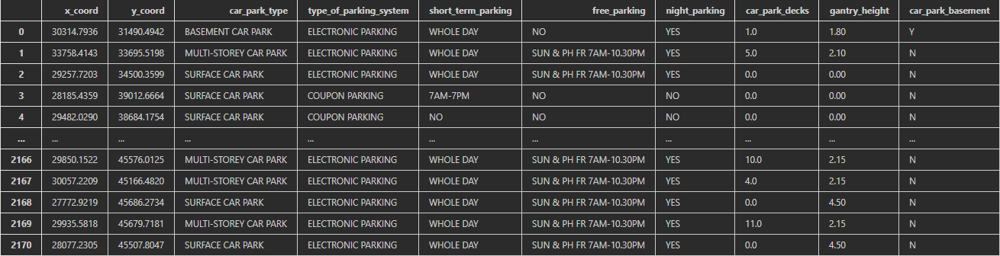 x_coord y_coord car_park_type type_of_parking_system short_term_parking free_parking night_parking car_park_decks gantry_height car_park_basement
0 30314.7936 31490.4942 BASEMENT CAR PARK ELECTRONIC PARKING WHOLE DAY NO YES 1.0 1.80 Y
1 33758.4143 33695.5198 MULTI-STOREY CAR PARK ELECTRONIC PARKING WHOLE DAY SUN & PH FR 7AM-10.30PM YES 5.0 2.10 N
2 29257.7203 34500.3599 SURFACE CAR PARK ELECTRONIC PARKING WHOLE DAY SUN & PH FR 7AM-10.30PM YES 0.0 0.00 N
3 28185.4359 39012.6664 SURFACE CAR PARK COUPON PARKING 7AM-7PM NO NO 0.0 0.00 N
4 29482.0290 38684.1754 SURFACE CAR PARK COUPON PARKING NO NO NO 0.0 0.00 N
... ... ... ... ... ... ... ... ... ... ...
2166 29850.1522 45576.0125 MULTI-STOREY CAR PARK ELECTRONIC PARKING WHOLE DAY SUN & PH FR 7AM-10.30PM YES 10.0 2.15 N
2167 30057.2209 45166.4820 MULTI-STOREY CAR PARK ELECTRONIC PARKING WHOLE DAY SUN & PH FR 7AM-10.30PM YES 4.0 2.15 N
2168 27772.9219 45686.2734 SURFACE CAR PARK ELECTRONIC PARKING WHOLE DAY SUN & PH FR 7AM-10.30PM YES 0.0 4.50 N
2169 29935.5818 45679.7181 MULTI-STOREY CAR PARK ELECTRONIC PARKING WHOLE DAY SUN & PH FR 7AM-10.30PM YES 11.0 2.15 N
2170 28077.2305 45507.8047 SURFACE CAR PARK ELECTRONIC PARKING WHOLE DAY SUN & PH FR 7AM-10.30PM YES 0.0 4.50 N